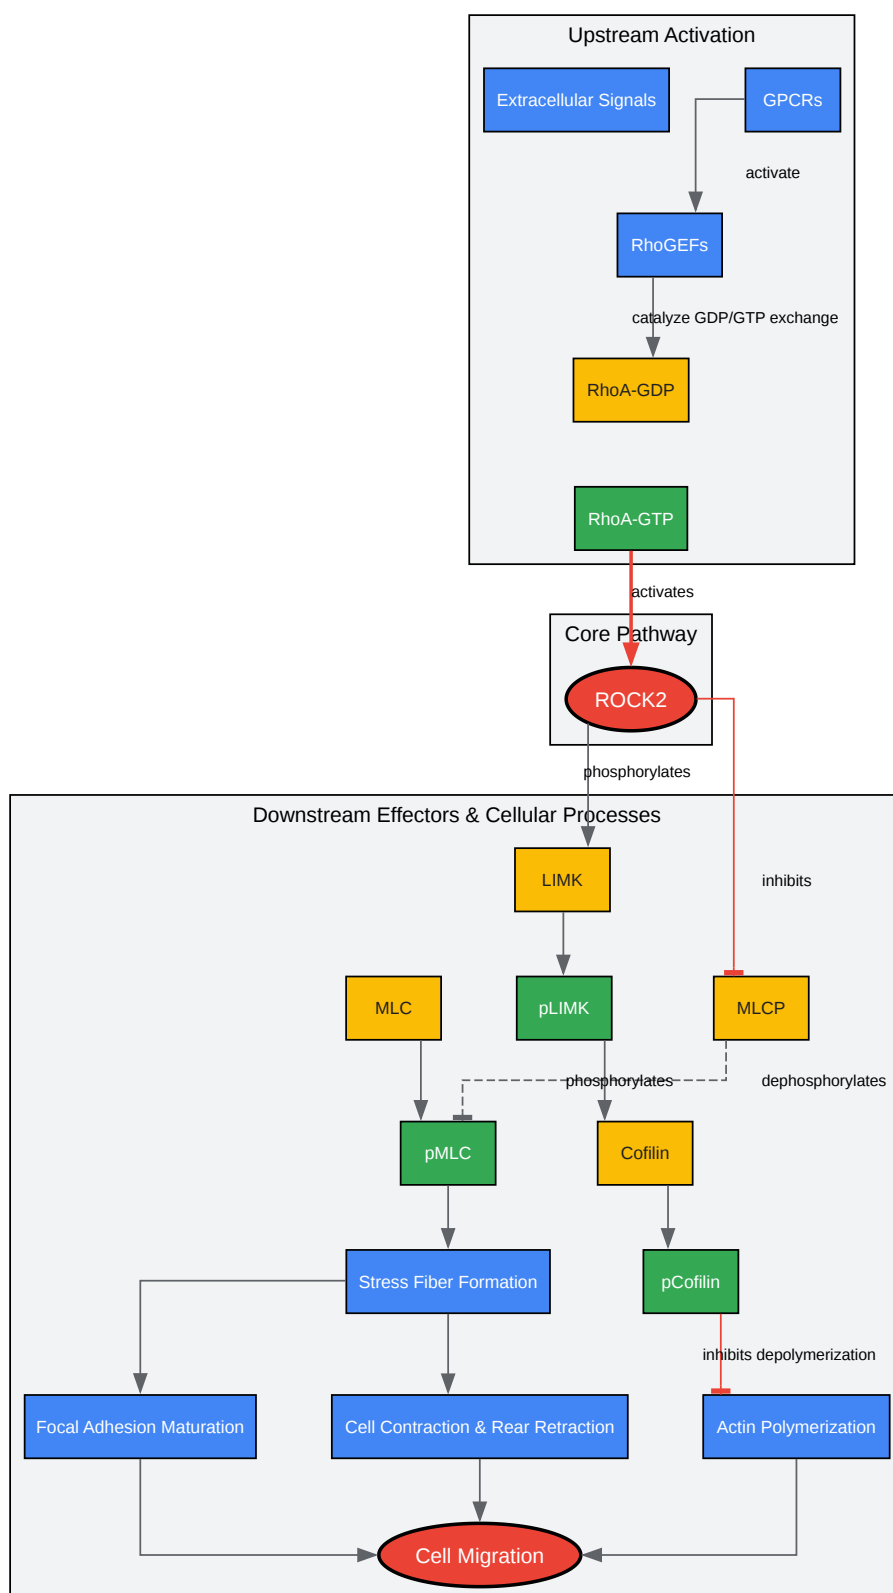 Upstream Activation
Extracellular Signals
GPCRs
activate
RhoGEFs
catalyze GDP/GTP exchange
RhoA-GDP
RhoA-GTP
activates
Core Pathway
ROCK2
phosphorylates
Downstream Effectors & Cellular Processes
LIMK
inhibits
MLC
pLIMK
MLCP
phosphorylates
dephosphorylates
pMLC
Cofilin
Stress Fiber Formation
pCofilin
inhibits depolymerization
Focal Adhesion Maturation
Cell Contraction & Rear Retraction
Actin Polymerization
Cell Migration